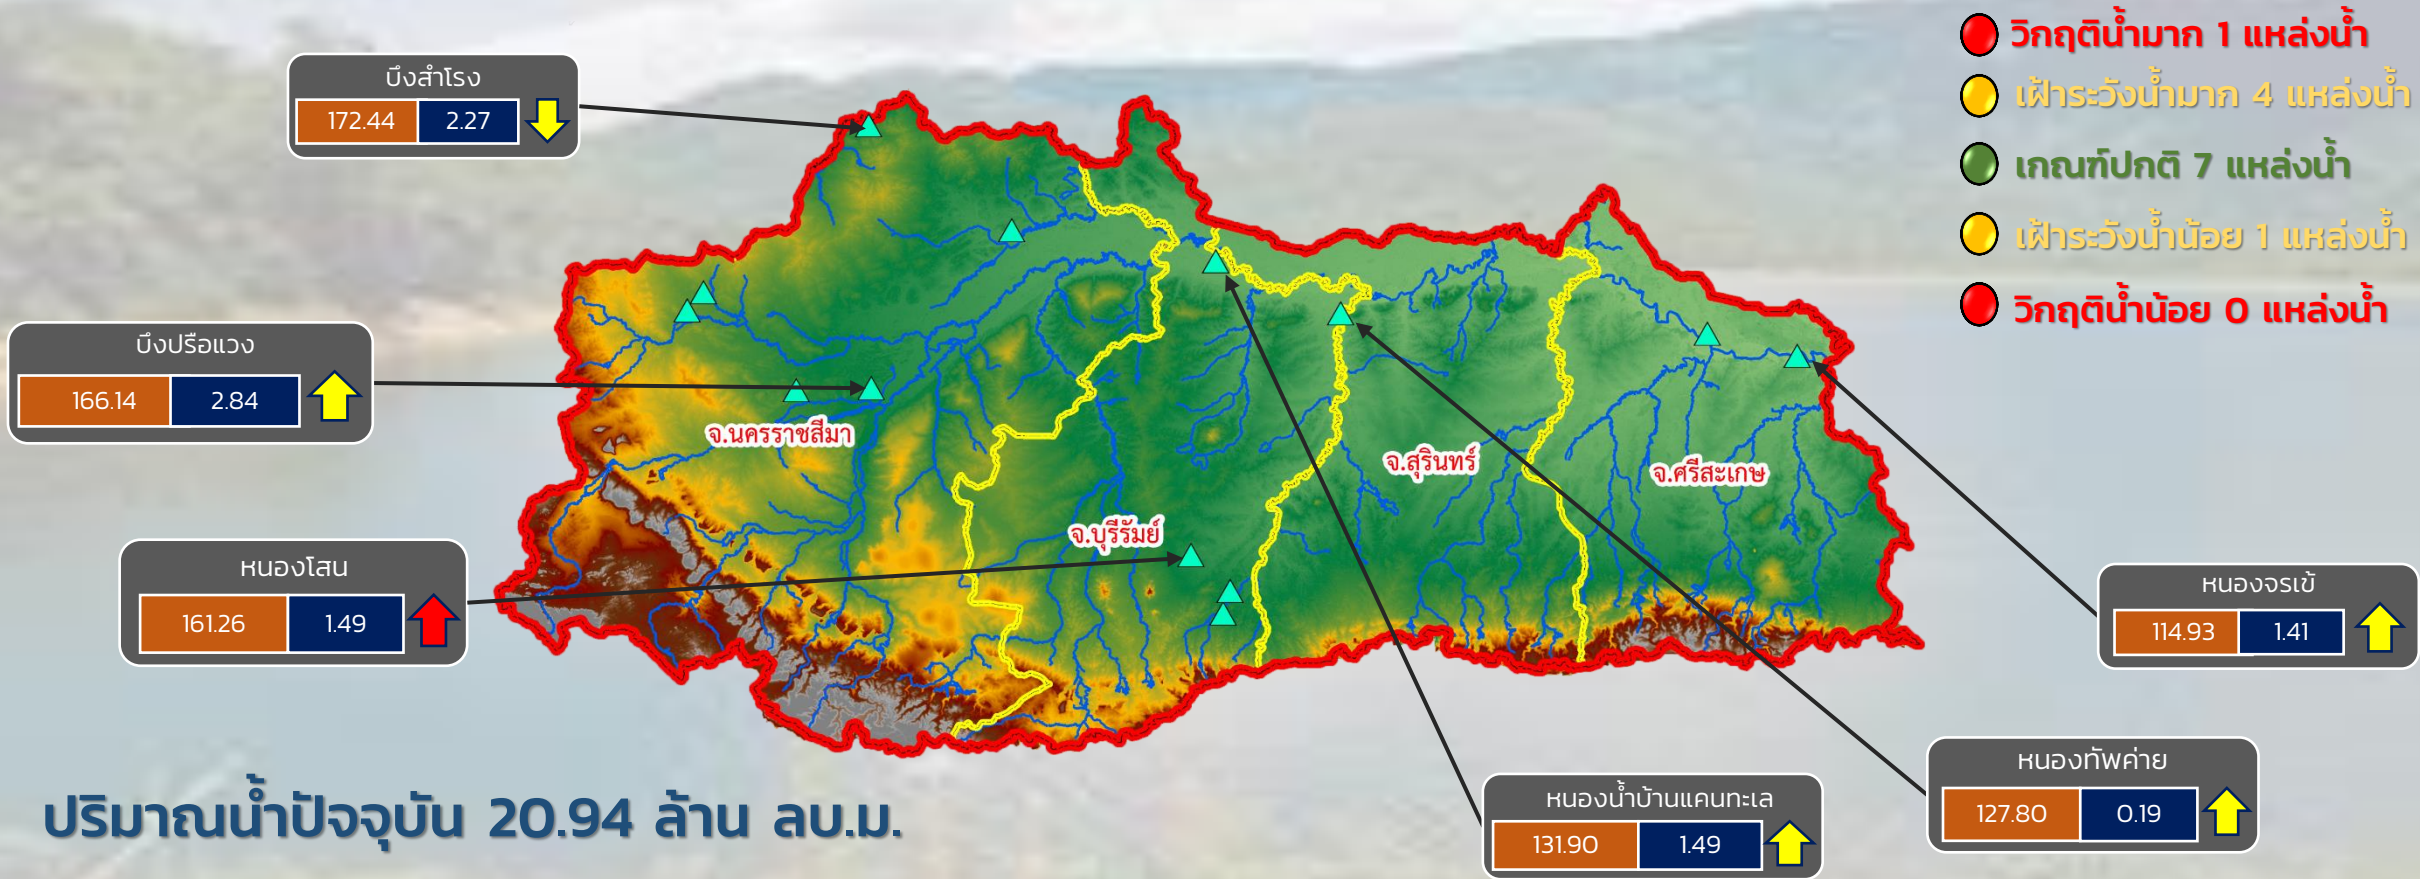 วิกฤติน้ำมาก 1 แหล่งน้ำ
เฝ้าระวังน้ำมาก 4 แหล่งน้ำ
เกณฑ์ปกติ 7 แหล่งน้ำ
เฝ้าระวังน้ำน้อย 1 แหล่งน้ำ
วิกฤติน้ำน้อย 0 แหล่งน้ำ
บึงสำโรง
172.44 2.27
บึงปรือแวง
166.14 2.84
หนองโสน
161.26 1.49
จ.นครราชสีมา
จ.บุรีรัมย์
จ.สุรินทร์
จ.ศรีสะเกษ
หนองจรเข้
114.93 1.41
หนองทัพค่าย
127.80 0.19
หนองน้ำบ้านแคนทะเล
131.90 1.49
ปริมาณน้ำปัจจุบัน 20.94 ล้าน ลบ.ม.